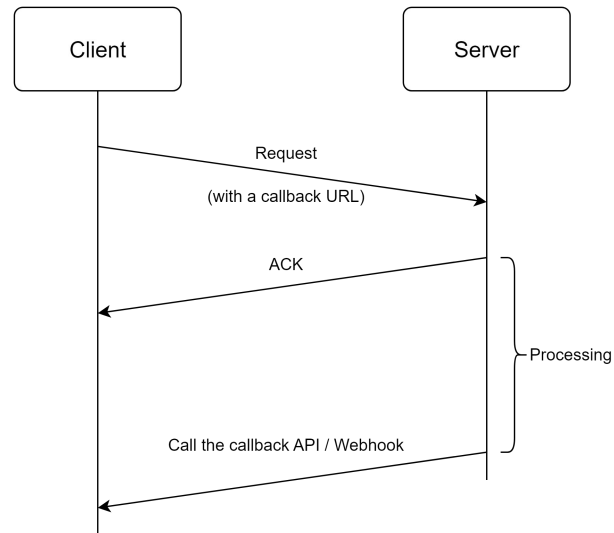 Client
Server
Request
(with a callback URL)
ACK
Processing
Call the callback API / Webhook